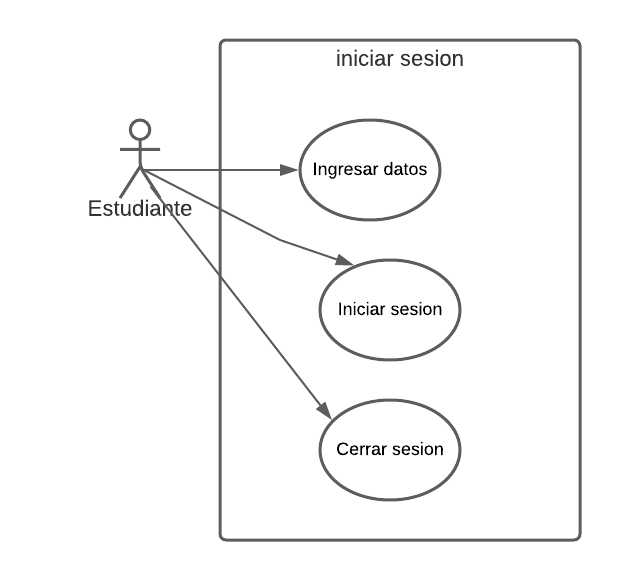 iniciar sesion
Ingresar datos
Estudiante
Iniciar sesion
Cerrar sesion